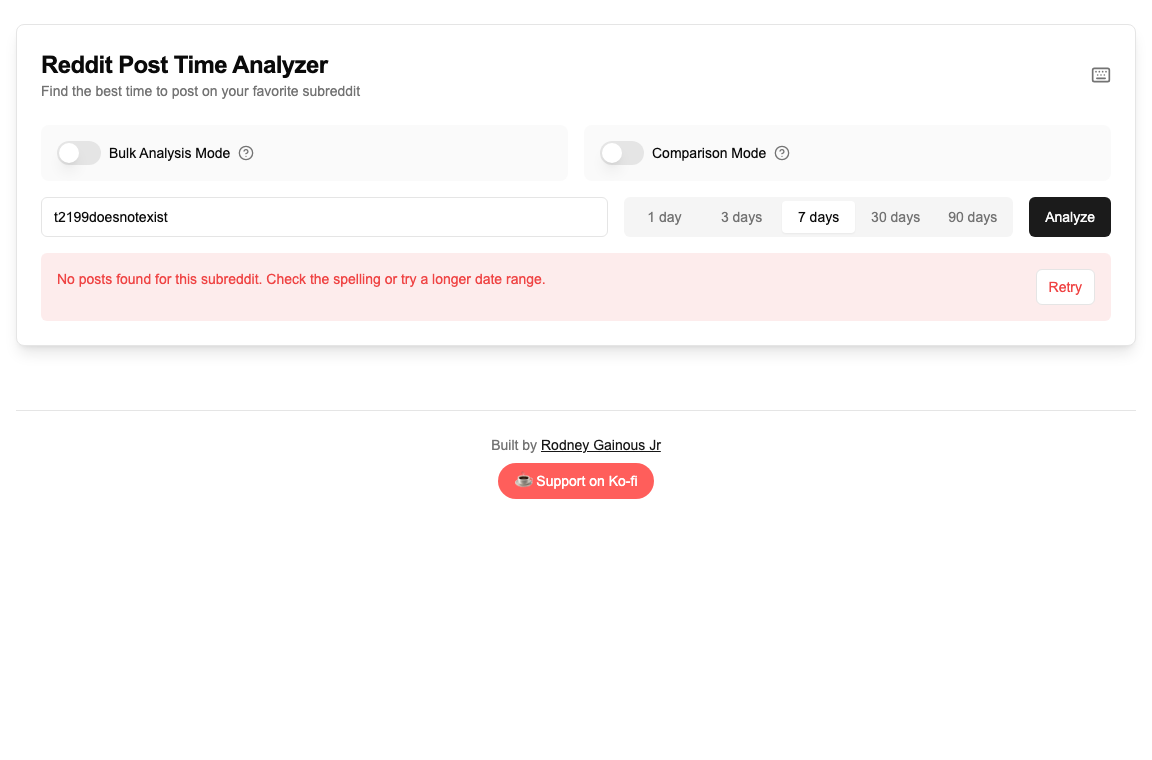 Reddit Post Time Analyzer
Find the best time to post on your favorite subreddit
Bulk Analysis Mode
Comparison Mode
t2199doesnotexist
1 day
3 days
7 days
30 days
90 days
Analyze
No posts found for this subreddit. Check the spelling or try a longer date range.
Retry
Built by Rodney Gainous Jr
Support on Ko-fi